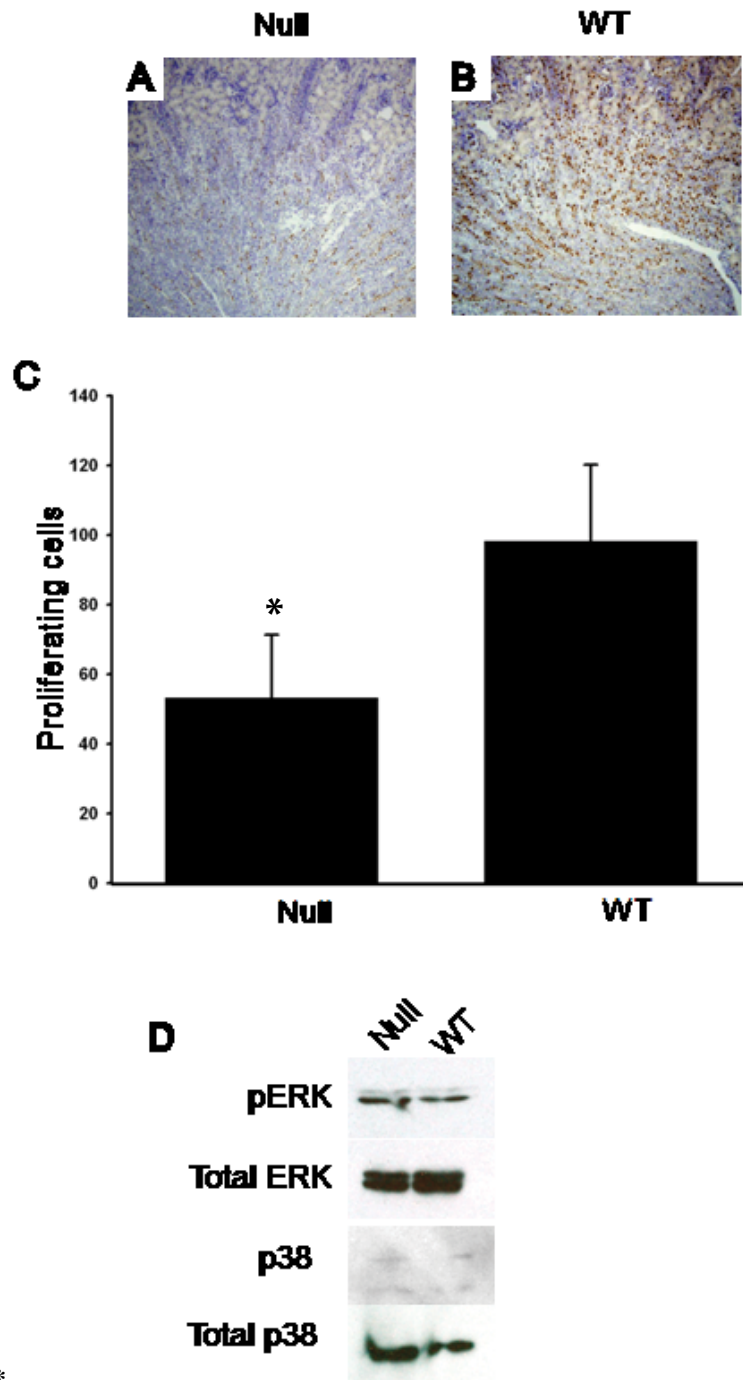 Null WT
A B
C
140
120
100
80
60
40
20
0
Proliferating cells
*
Null WT
D
Null WT
pERK
Total ERK
p38
Total p38
*